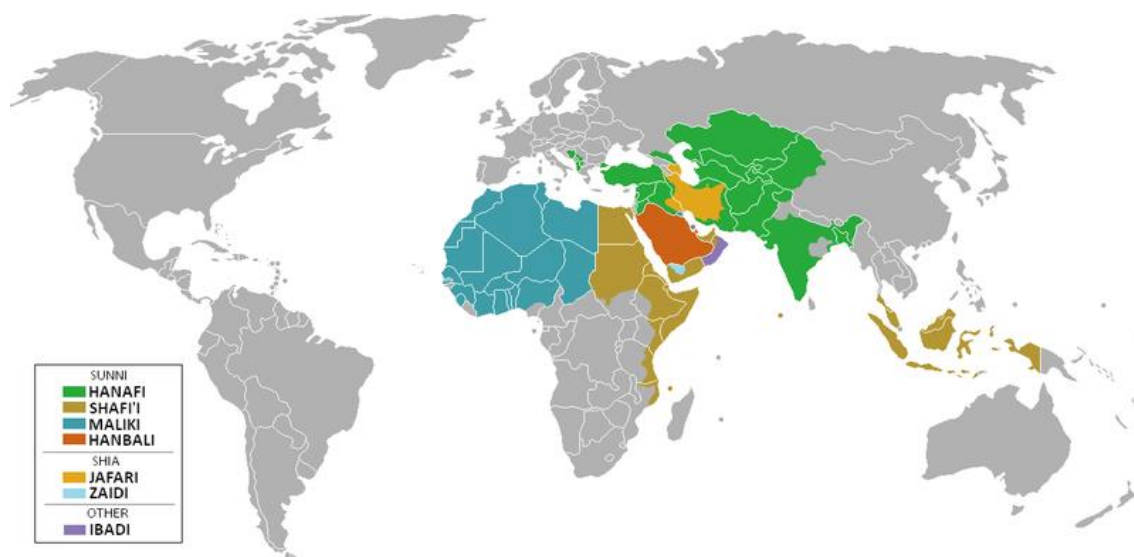 SUNNI
HANAFI
SHAFI'I
MALIKI
HANBALI
SHIA
JAFARI
ZAIDI
OTHER
IBADI